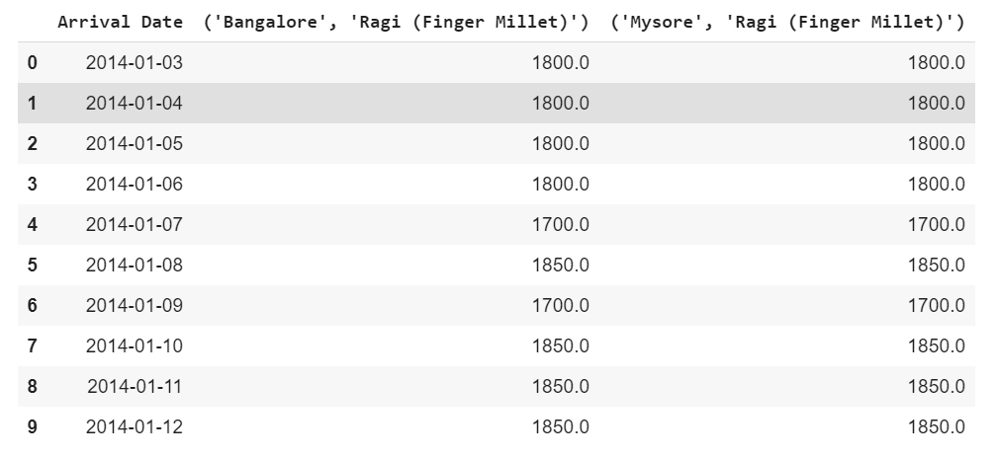 Arrival Date ('Bangalore', 'Ragi (Finger Millet)') ('Mysore', 'Ragi (Finger Millet)')
0 2014-01-03 1800.0 1800.0
1 2014-01-04 1800.0 1800.0
2 2014-01-05 1800.0 1800.0
3 2014-01-06 1800.0 1800.0
4 2014-01-07 1700.0 1700.0
5 2014-01-08 1850.0 1850.0
6 2014-01-09 1700.0 1700.0
7 2014-01-10 1850.0 1850.0
8 2014-01-11 1850.0 1850.0
9 2014-01-12 1850.0 1850.0